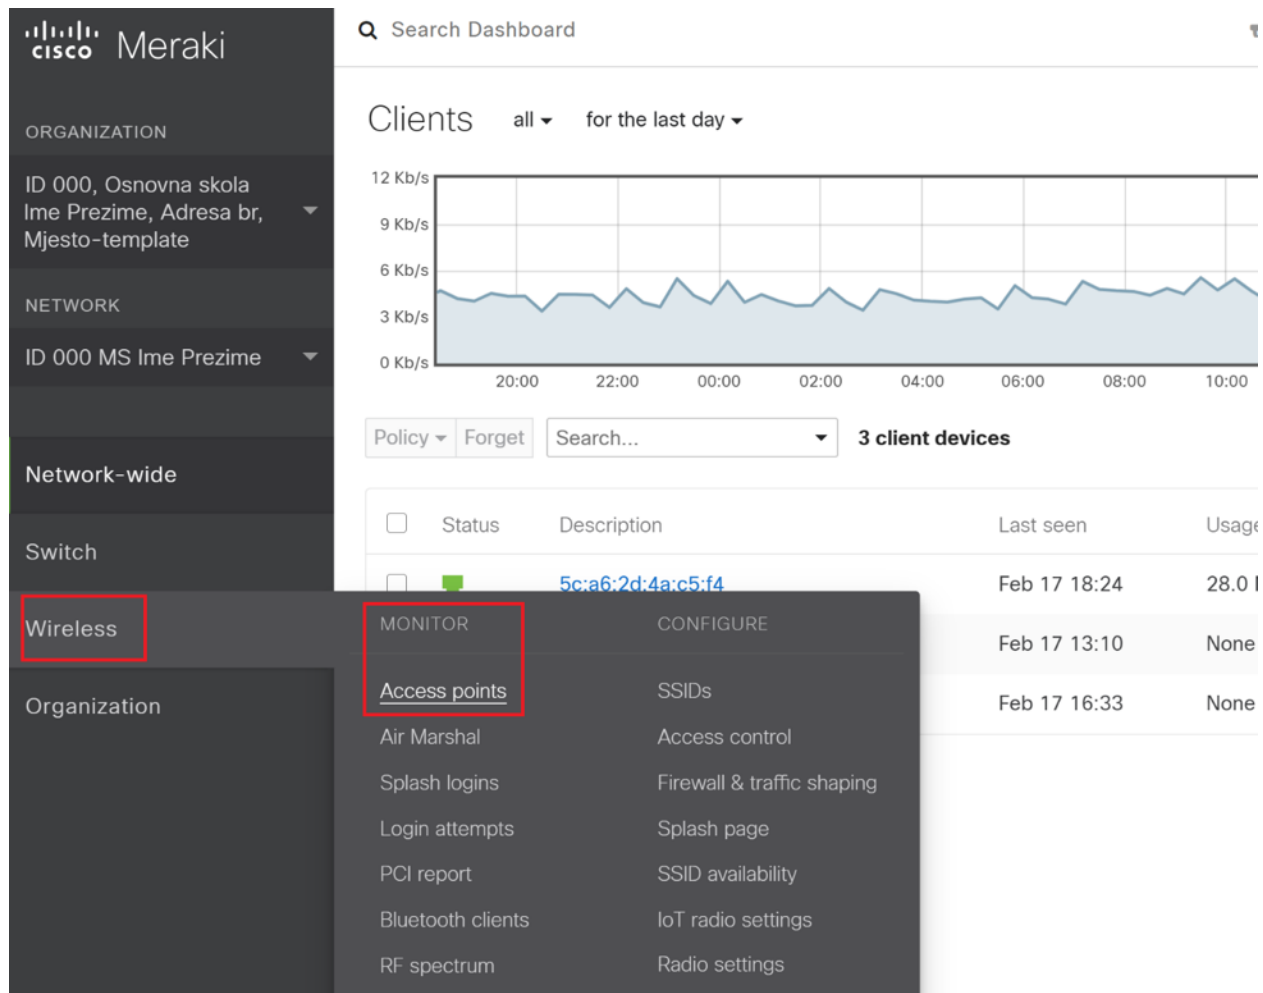 cisco Meraki
Search Dashboard
ORGANIZATION
ID 000, Osnovna skola
Ime Prezime, Adresa br,
Mjesto-template
NETWORK
ID 000 MS Ime Prezime
Network-wide
Switch
Wireless
Organization
Clients all for the last day
12 Kb/s
9 Kb/s
6 Kb/s
3 Kb/s
0 Kb/s
20:00 22:00 00:00 02:00 04:00 06:00 08:00 10:00
Policy Forget Search... 3 client devices
Status Description Last seen Usage
5c:a6:2d:4a:c5:f4 Feb 17 18:24 28.0
Feb 17 13:10 None
Feb 17 16:33 None
MONITOR
Access points
Air Marshal
Splash logins
Login attempts
PCI report
Bluetooth clients
RF spectrum
CONFIGURE
SSIDs
Access control
Firewall & traffic shaping
Splash page
SSID availability
IoT radio settings
Radio settings